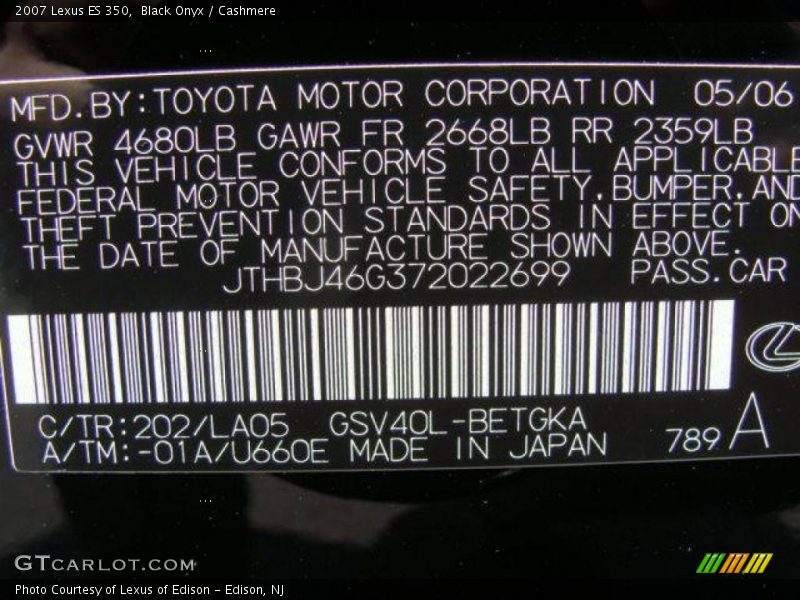 2007 Lexus ES 350,  Black Onyx / Cashmere
MFD.BY:TOYOTA MOTOR CORPORATION 05/06
GVWR 4680LB GAWR FR 2668LB RR 2359LB
THIS VEHICLE CONFORMS TO ALL APPLICABLE
FEDERAL MOTOR VEHICLE SAFETY,BUMPER,AND
THEFT PREVENTION STANDARDS IN EFFECT ON
THE DATE OF MANUFACTURE SHOWN ABOVE.
JTHBJ46G372022699 PASS.CAR
C/TR:202/LA05 GSV40L-BETGKA
A/TM:-01A/U660E MADE IN JAPAN 789 A
GTCARLOT.COM
Photo Courtesy of Lexus of Edison - Edison, NJ